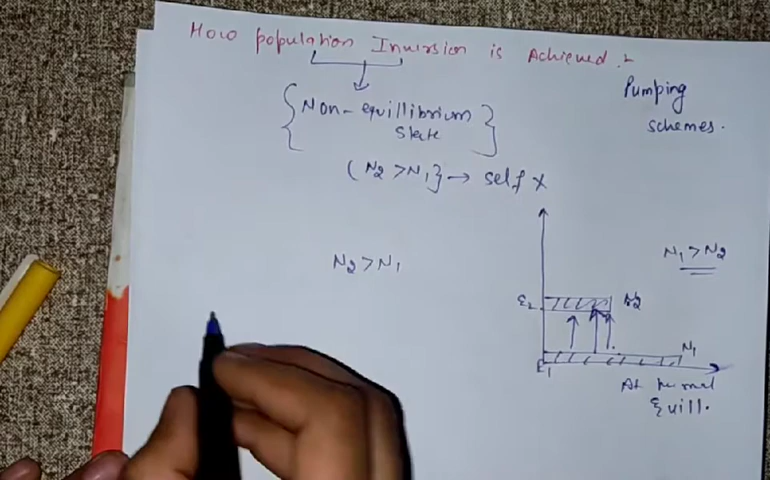 How population Inversion is Achieved :-
Pumping
schemes.
{Non-equillibrium
State}
(N₂ > N₁} → self ×
N₂ > N₁
N₁ > N₂
E₂
N₂
N₁
E₁
At
Equill.